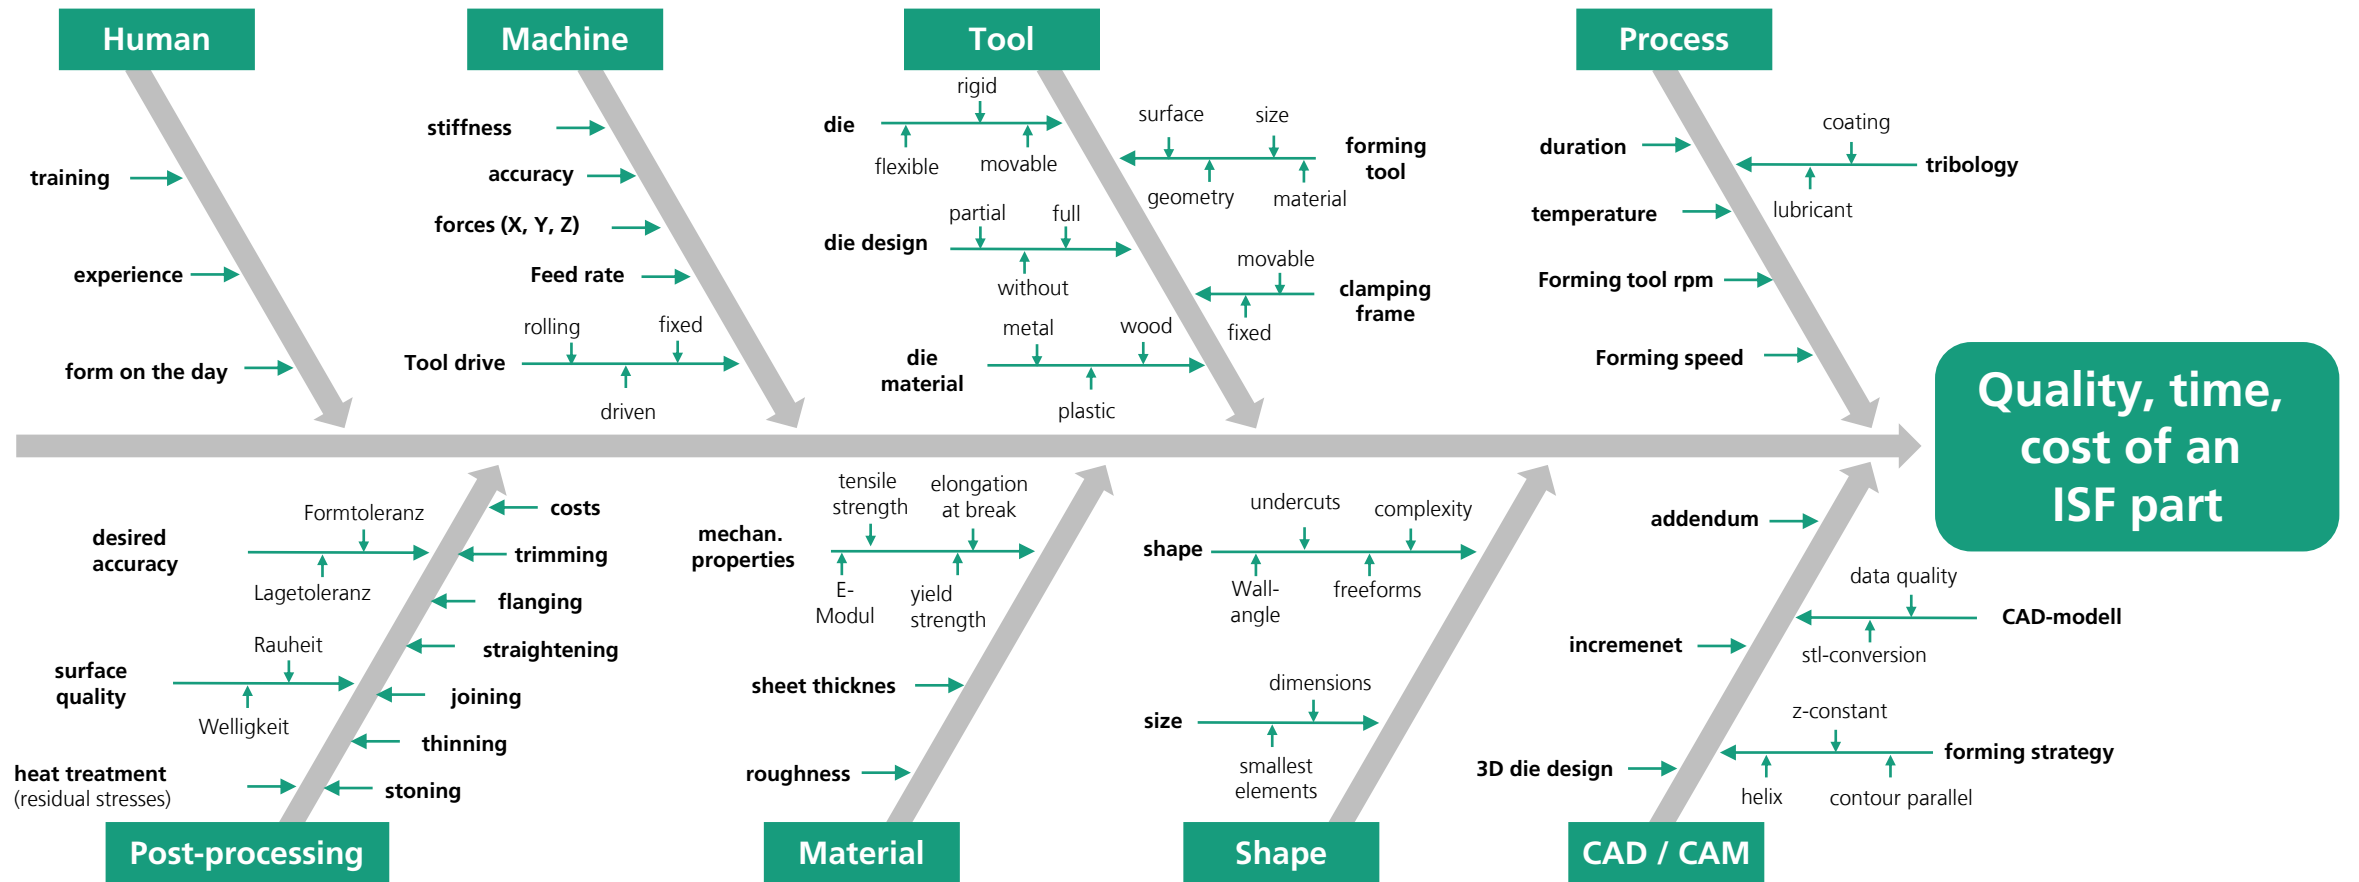 Human
Machine
Tool
Process
training
experience
form on the day
stiffness
accuracy
forces (X, Y, Z)
Feed rate
rolling
fixed
Tool drive
driven
rigid
die
flexible
movable
surface
size
forming
tool
geometry
material
partial
full
die design
without
movable
clamping
frame
fixed
metal
wood
die
material
plastic
duration
coating
tribology
lubricant
temperature
Forming tool rpm
Forming speed
Quality, time,
cost of an
ISF part
Formtoleranz
desired
accuracy
Lagetoleranz
Rauheit
surface
quality
Welligkeit
heat treatment
(residual stresses)
costs
trimming
flanging
straightening
joining
thinning
stoning
tensile
strength
elongation
at break
mechan.
properties
E-
Modul
yield
strength
sheet thicknes
roughness
undercuts
complexity
shape
Wall-
angle
freeforms
dimensions
size
smallest
elements
addendum
data quality
CAD-modell
stl-conversion
incremenet
z-constant
forming strategy
helix
contour parallel
3D die design
Post-processing
Material
Shape
CAD / CAM